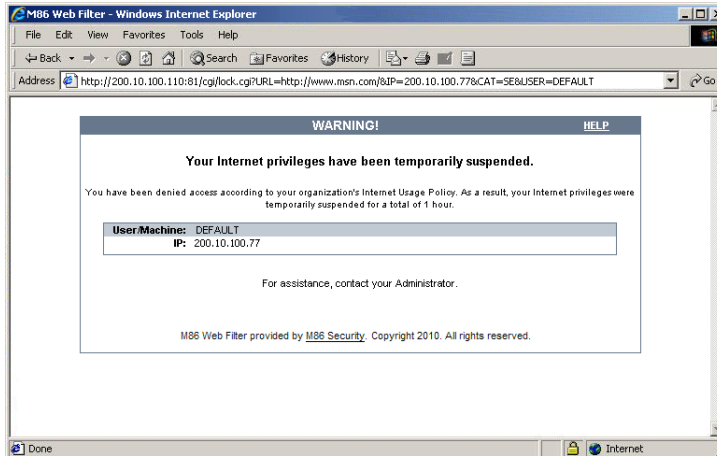 M86 Web Filter - Windows Internet Explorer
File Edit View Favorites Tools Help
Back Search Favorites History
Address http://200.10.100.110:81/cgi/lock.cgi?URL=http://www.msn.com/&IP=200.10.100.77&CAT=SE&USER=DEFAULT Go
WARNING! HELP
Your Internet privileges have been temporarily suspended.
You have been denied access according to your organization's Internet Usage Policy. As a result, your Internet privileges were
temporarily suspended for a total of 1 hour.
User/Machine: DEFAULT
IP: 200.10.100.77
For assistance, contact your Administrator.
M86 Web Filter provided by M86 Security. Copyright 2010. All rights reserved.
Done Internet